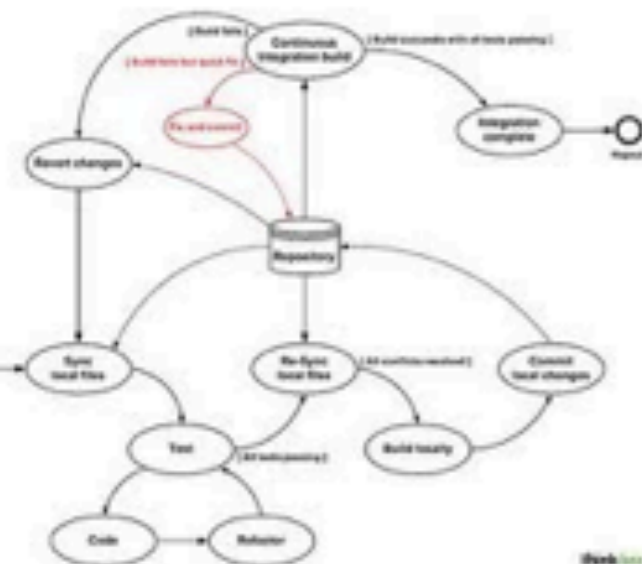 [ Build fails ]
Continuous
integration build
[ Build succeeds with all tests passing ]
[ Build fails but quick fix ]
Fix and commit
Integration
complete
Revert changes
Repository
Sync
local files
Re-Sync
local files
[ All conflicts resolved ]
Commit
local changes
Test
[ All tests passing ]
Build locally
Code
Refactor